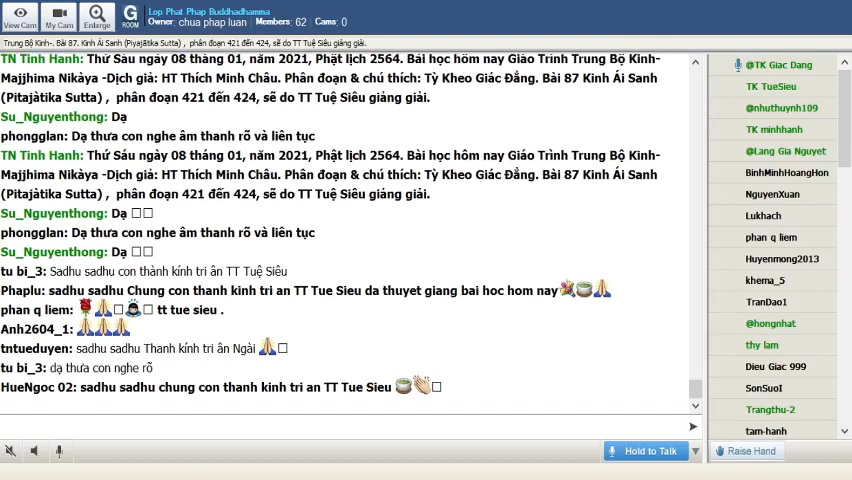 View Cam
My Cam
Enlarge
G
ROOM
Lop Phat Phap Buddhadhamma
Owner: chua phap luan Members: 62 Cams: 0
Trung Bộ Kinh-. Bài 87. Kinh Ái Sanh (Piyajātika Sutta) , phân đoạn 421 đến 424, sẽ do TT Tuệ Siêu giảng giải.
TN Tinh Hanh: Thứ Sáu ngày 08 tháng 01, năm 2021, Phật lịch 2564. Bài học hôm nay Giáo Trình Trung Bộ Kinh-
Majjhima Nikàya -Dịch giả: HT Thích Minh Châu. Phân đoạn & chú thích: Tỳ Kheo Giác Đẳng. Bài 87 Kinh Ái Sanh
(Pitajàtika Sutta) , phân đoạn 421 đến 424, sẽ do TT Tuệ Siêu giảng giải.
Su_Nguyenthong: Dạ
phongglan: Dạ thưa con nghe âm thanh rõ và liên tục
TN Tinh Hanh: Thứ Sáu ngày 08 tháng 01, năm 2021, Phật lịch 2564. Bài học hôm nay Giáo Trình Trung Bộ Kinh-
Majjhima Nikàya -Dịch giả: HT Thích Minh Châu. Phân đoạn & chú thích: Tỳ Kheo Giác Đẳng. Bài 87 Kinh Ái Sanh
(Pitajàtika Sutta) , phân đoạn 421 đến 424, sẽ do TT Tuệ Siêu giảng giải.
Su_Nguyenthong: Dạ
phongglan: Dạ thưa con nghe âm thanh rõ và liên tục
Su_Nguyenthong: Dạ
tu bi_3: Sadhu sadhu con thành kính tri ân TT Tuệ Siêu
Phaplu: sadhu sadhu Chung con thanh kinh tri an TT Tue Sieu da thuyet giang bai hoc hom nay
phan q liem: tt tue sieu .
Anh2604_1:
tntueduyen: sadhu sadhu Thanh kính tri ân Ngài
tu bi_3: dạ thưa con nghe rõ
HueNgoc 02: sadhu sadhu chung con thanh kinh tri an TT Tue Sieu
Hold to Talk
@TK Giac Dang
TK TueSieu
@nhuthuynh109
TK minhhanh
@Lang Gia Nguyet
BinhMinhHoangHon
NguyenXuan
Lukhach
phan q liem
Huyenmong2013
khema_5
TranDao1
@hongnhat
thy lam
Dieu Giac 999
SonSuoI
Trangthu-2
tam-hanh
Raise Hand